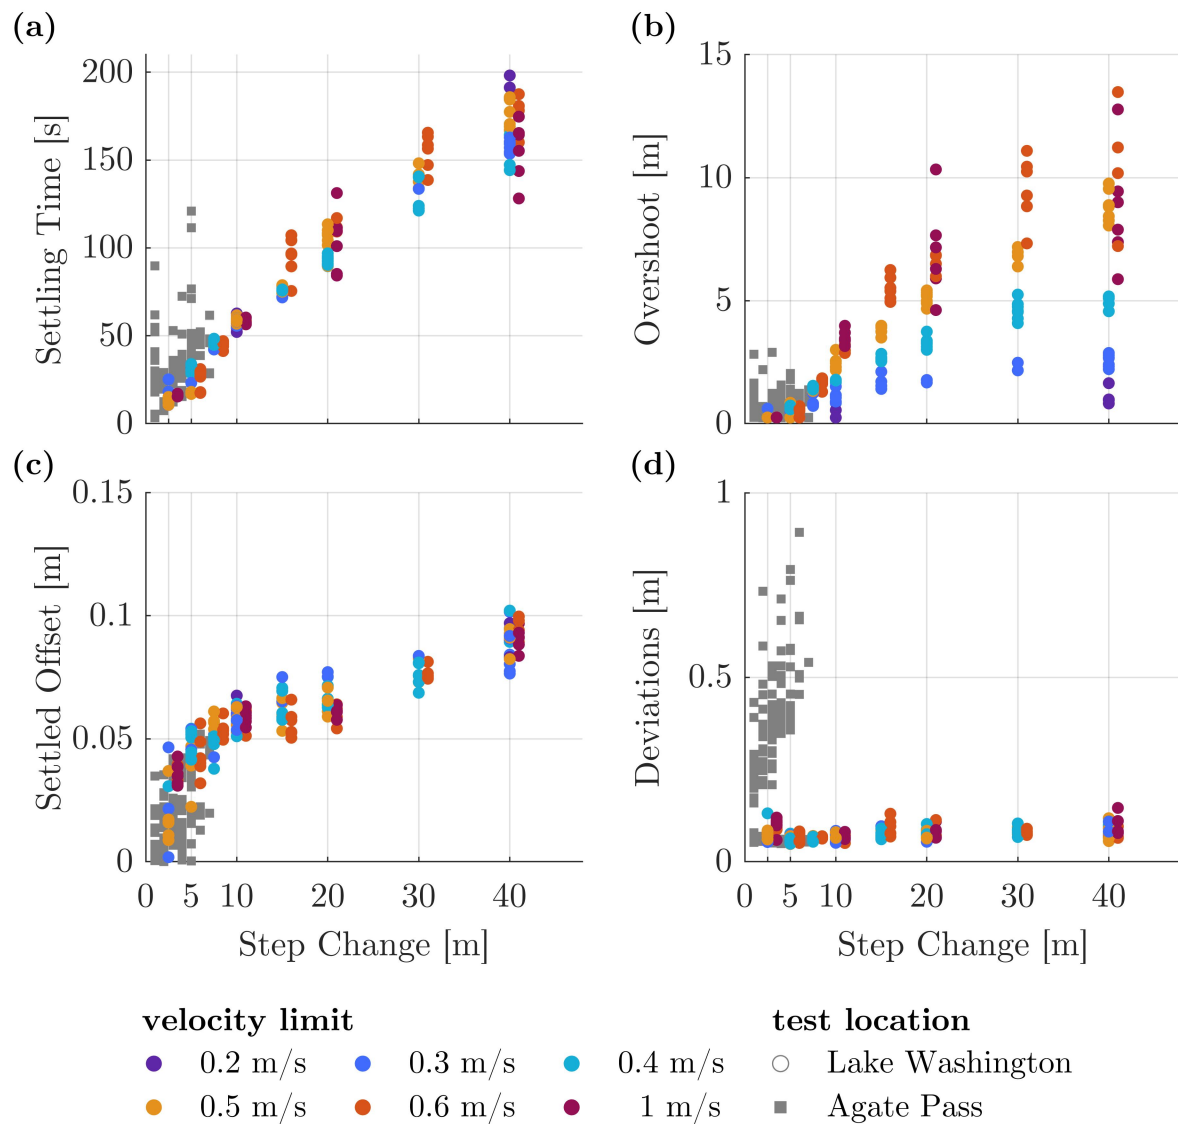 (a)
Settling Time [s]
200
150
100
50
0
(b)
Overshoot [m]
15
10
5
0
(c)
Settled Offset [m]
0.15
0.1
0.05
0
0 5 10 20 30 40
Step Change [m]
(d)
Deviations [m]
1
0.5
0
0 5 10 20 30 40
Step Change [m]
velocity limit
0.2 m/s 0.3 m/s 0.4 m/s
0.5 m/s 0.6 m/s 1 m/s
test location
Lake Washington
Agate Pass